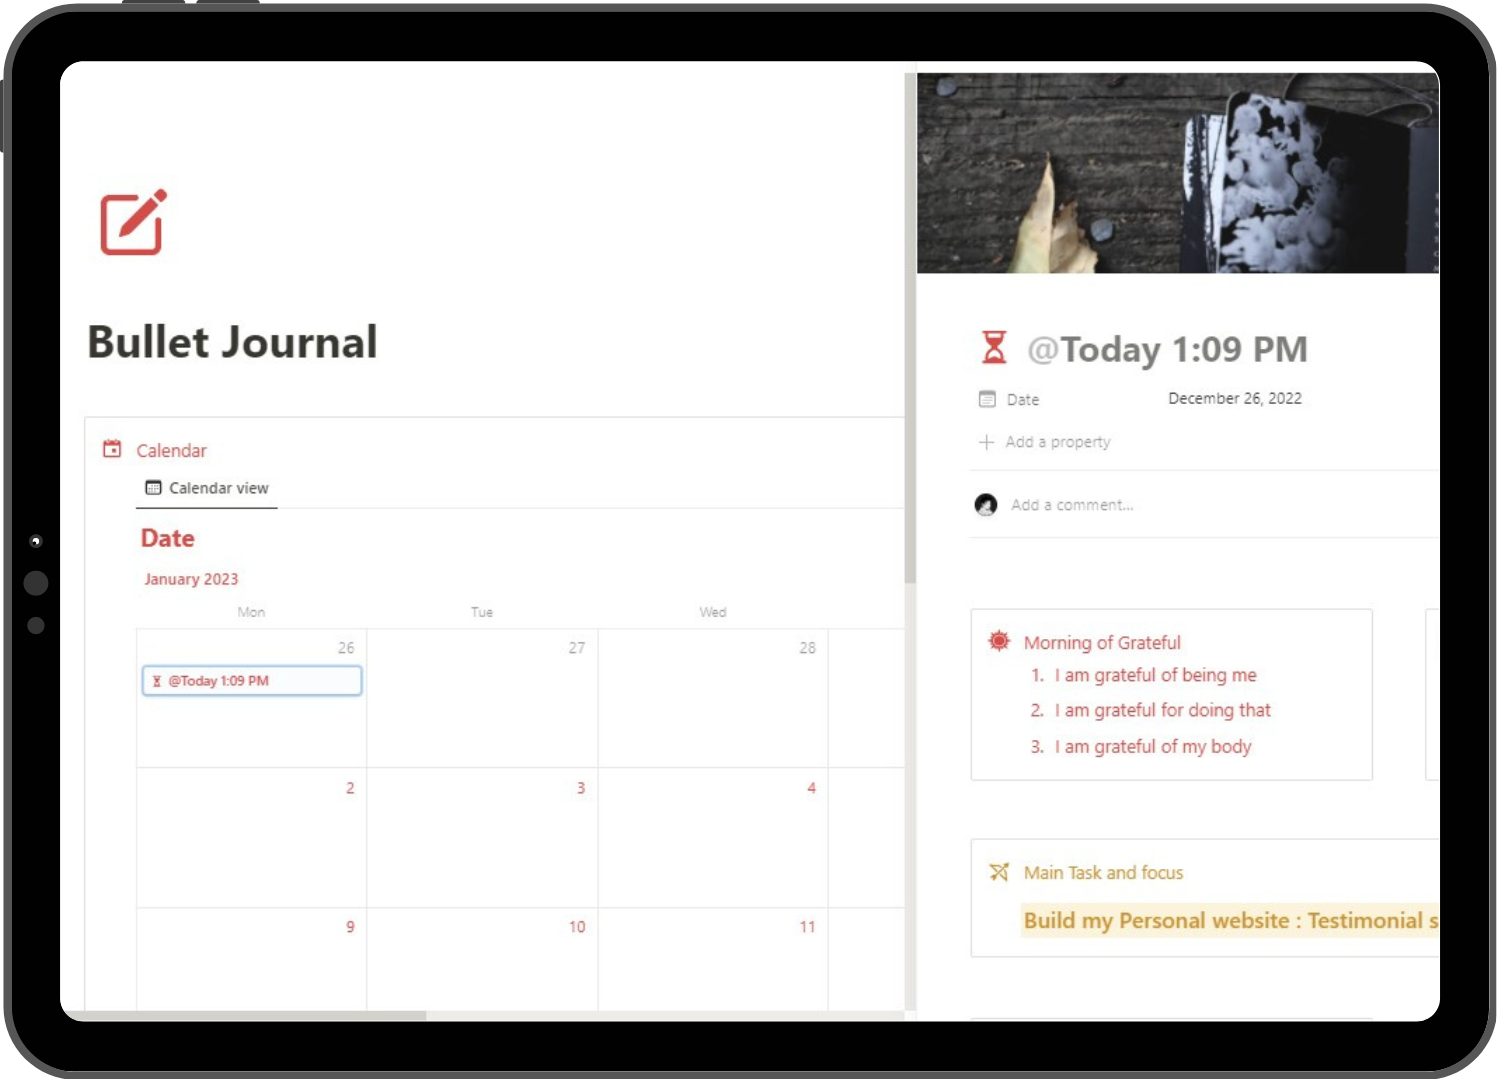 Bullet Journal
Calendar
Calendar view
Date
January 2023
Mon Tue Wed
26 27 28
@Today 1:09 PM
2 3 4
9 10 11
@Today 1:09 PM
Date December 26, 2022
Add a property
Add a comment...
Morning of Grateful
1. I am grateful of being me
2. I am grateful for doing that
3. I am grateful of my body
Main Task and focus
Build my Personal website : Testimonial s